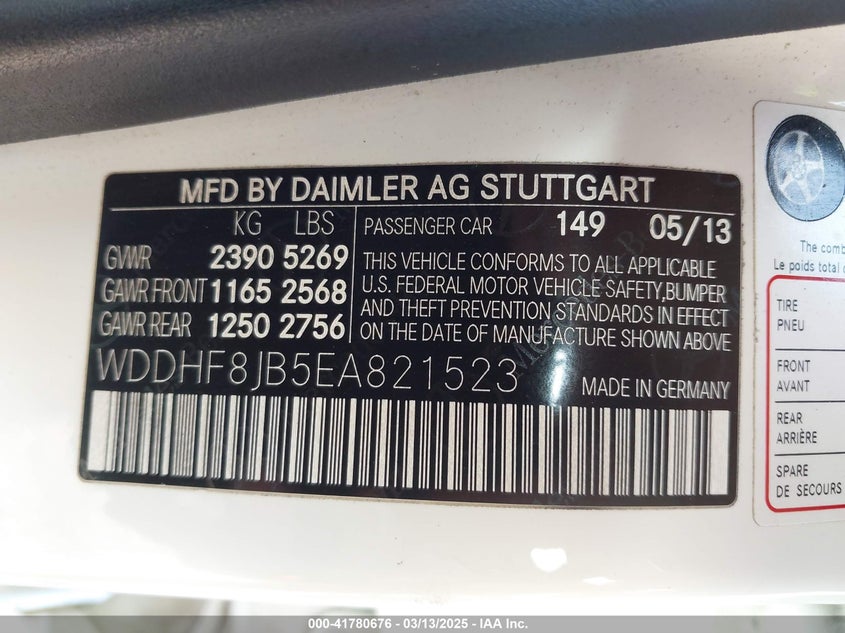 MFD BY DAIMLER AG STUTTGART
KG LBS
GVWR 2390 5269
GAWR FRONT 1165 2568
GAWR REAR 1250 2756
PASSENGER CAR 149 05/13
THIS VEHICLE CONFORMS TO ALL APPLICABLE
U.S. FEDERAL MOTOR VEHICLE SAFETY,BUMPER
AND THEFT PREVENTION STANDARDS IN EFFECT
ON THE DATE OF MANUFACTURE SHOWN ABOVE
WDDHF8JB5EA821523
MADE IN GERMANY
The comb
Le poids total
TIRE
PNEU
FRONT
AVANT
REAR
ARRIÈRE
SPARE
DE SECOURS
000-41780676 / 03/13/2025 - IAA Inc.